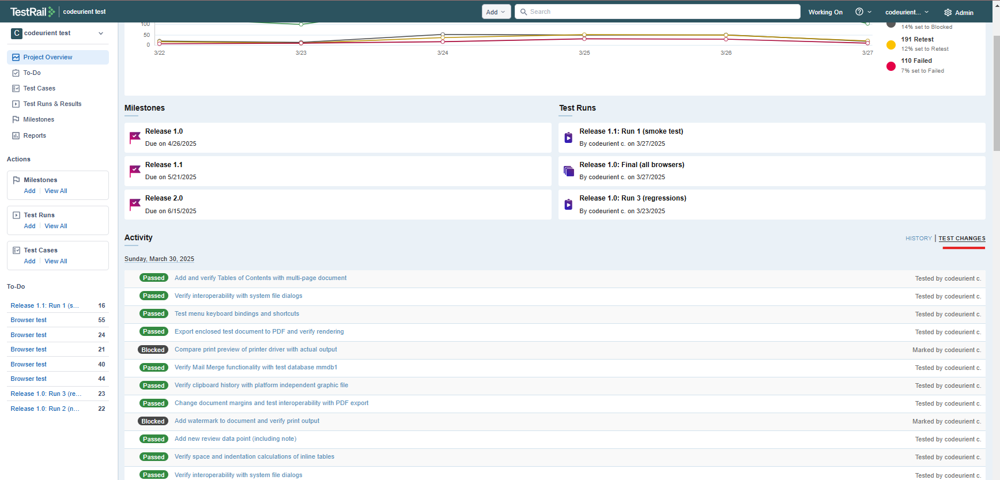 TestRail codeurient test Add Search Working On codeurient... Admin
C codeurient test
Project Overview
To-Do
Test Cases
Test Runs & Results
Milestones
Reports
Actions
Milestones
Add View All
Test Runs
Add View All
Test Cases
Add View All
To-Do
Release 1.1: Run 1 (s... 16
Browser test 55
Browser test 24
Browser test 21
Browser test 40
Browser test 44
Release 1.0: Run 3 (re... 23
Release 1.0: Run 2 (n... 22
100
50
0
3/22 3/23 3/24 3/25 3/26 3/27
14% set to Blocked
191 Retest
12% set to Retest
110 Failed
7% set to Failed
Milestones
Release 1.0
Due on 4/26/2025
Release 1.1
Due on 5/21/2025
Release 2.0
Due on 6/15/2025
Test Runs
Release 1.1: Run 1 (smoke test)
By codeurient c. on 3/27/2025
Release 1.0: Final (all browsers)
By codeurient c. on 3/27/2025
Release 1.0: Run 3 (regressions)
By codeurient c. on 3/23/2025
Activity HISTORY | TEST CHANGES
Sunday, March 30, 2025
Passed Add and verify Tables of Contents with multi-page document Tested by codeurient c.
Passed Verify interoperability with system file dialogs Tested by codeurient c.
Passed Test menu keyboard bindings and shortcuts Tested by codeurient c.
Passed Export enclosed test document to PDF and verify rendering Tested by codeurient c.
Blocked Compare print preview of printer driver with actual output Marked by codeurient c.
Passed Verify Mail Merge functionality with test database mmdb1 Tested by codeurient c.
Passed Verify clipboard history with platform independent graphic file Tested by codeurient c.
Passed Change document margins and test interoperability with PDF export Tested by codeurient c.
Blocked Add watermark to document and verify print output Marked by codeurient c.
Passed Add new review data point (including note) Tested by codeurient c.
Passed Verify space and indentation calculations of inline tables Tested by codeurient c.
Passed Verify interoperability with system file dialogs Tested by codeurient c.